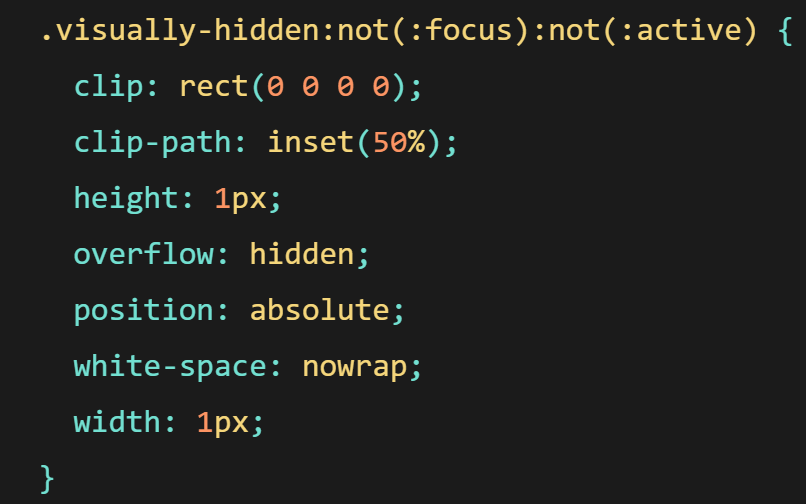 .visually-hidden:not(:focus):not(:active) {
  clip: rect(0 0 0 0);
  clip-path: inset(50%);
  height: 1px;
  overflow: hidden;
  position: absolute;
  white-space: nowrap;
  width: 1px;
}